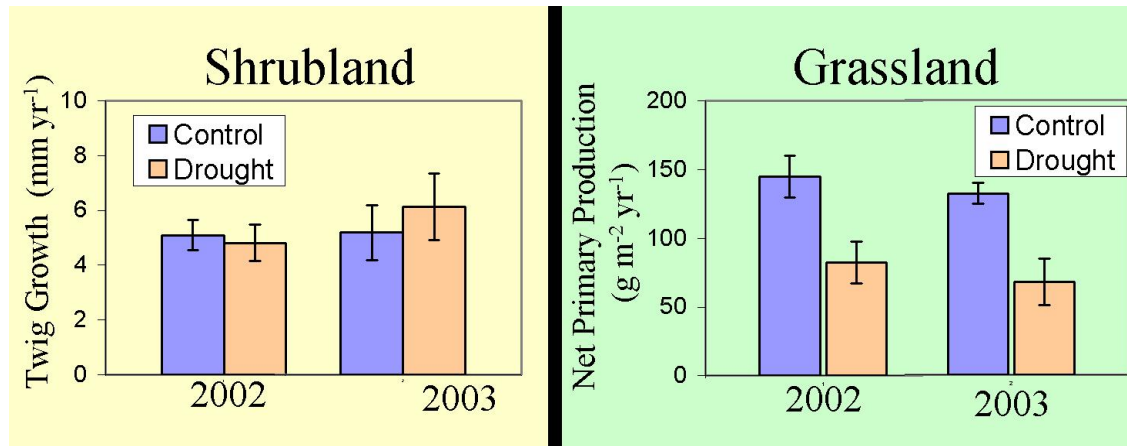 Shrubland
Twig Growth (mm yr⁻¹)
10
8
6
4
2
0
Control
Drought
2002
2003
Grassland
Net Primary Production
(g m⁻² yr⁻¹)
200
150
100
50
0
Control
Drought
2002
2003